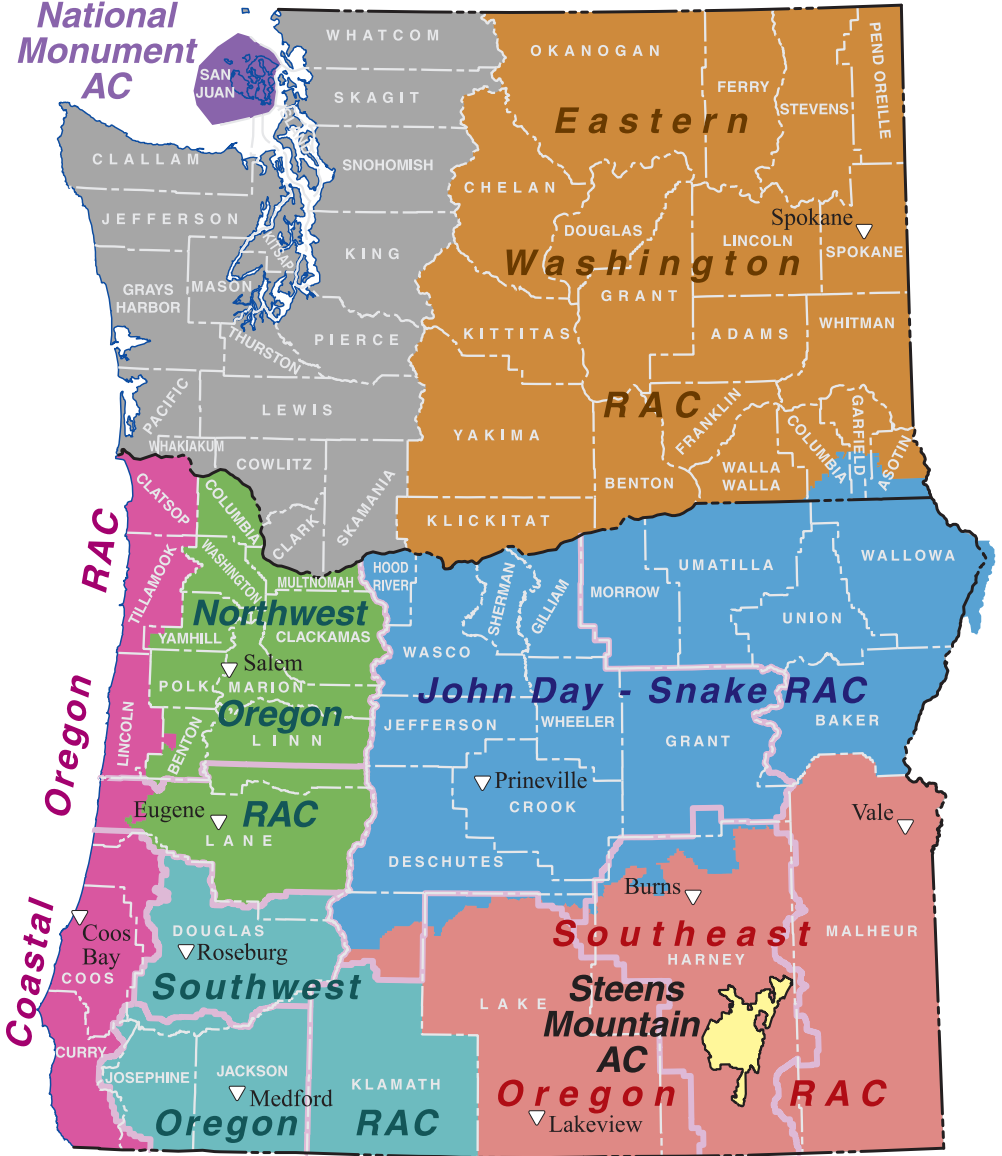 National
Monument
AC
SAN
JUAN
WHATCOM
SKAGIT
ISLAND
SNOHOMISH
CLALLAM
JEFFERSON
KITSAP
KING
GRAYS
HARBOR
MASON
THURSTON
PIERCE
PACIFIC
LEWIS
WHAKIAKUM
COWLITZ
CLARK
SKAMANIA
OKANOGAN
FERRY
STEVENS
PEND OREILLE
Eastern
CHELAN
DOUGLAS
Spokane
LINCOLN
SPOKANE
Washington
GRANT
KITTITAS
ADAMS
WHITMAN
RAC
YAKIMA
FRANKLIN
BENTON
WALLA
WALLA
COLUMBIA
GARFIELD
ASOTIN
KLICKITAT
Coastal
Oregon
RAC
CLATSOP
TILLAMOOK
LINCOLN
COLUMBIA
WASHINGTON
MULTNOMAH
Northwest
YAMHILL
CLACKAMAS
Salem
POLK
MARION
Oregon
BENTON
LINN
Eugene
RAC
LANE
HOOD
RIVER
SHERMAN
GILLIAM
MORROW
UMATILLA
WALLOWA
UNION
WASCO
John Day - Snake RAC
JEFFERSON
WHEELER
GRANT
BAKER
Prineville
CROOK
DESCHUTES
Vale
Burns
Coos
Bay
COOS
CURRY
DOUGLAS
Roseburg
Southwest
JOSEPHINE
JACKSON
KLAMATH
Medford
Oregon
RAC
Southeast
MALHEUR
HARNEY
LAKE
Steens
Mountain
AC
Oregon
RAC
Lakeview